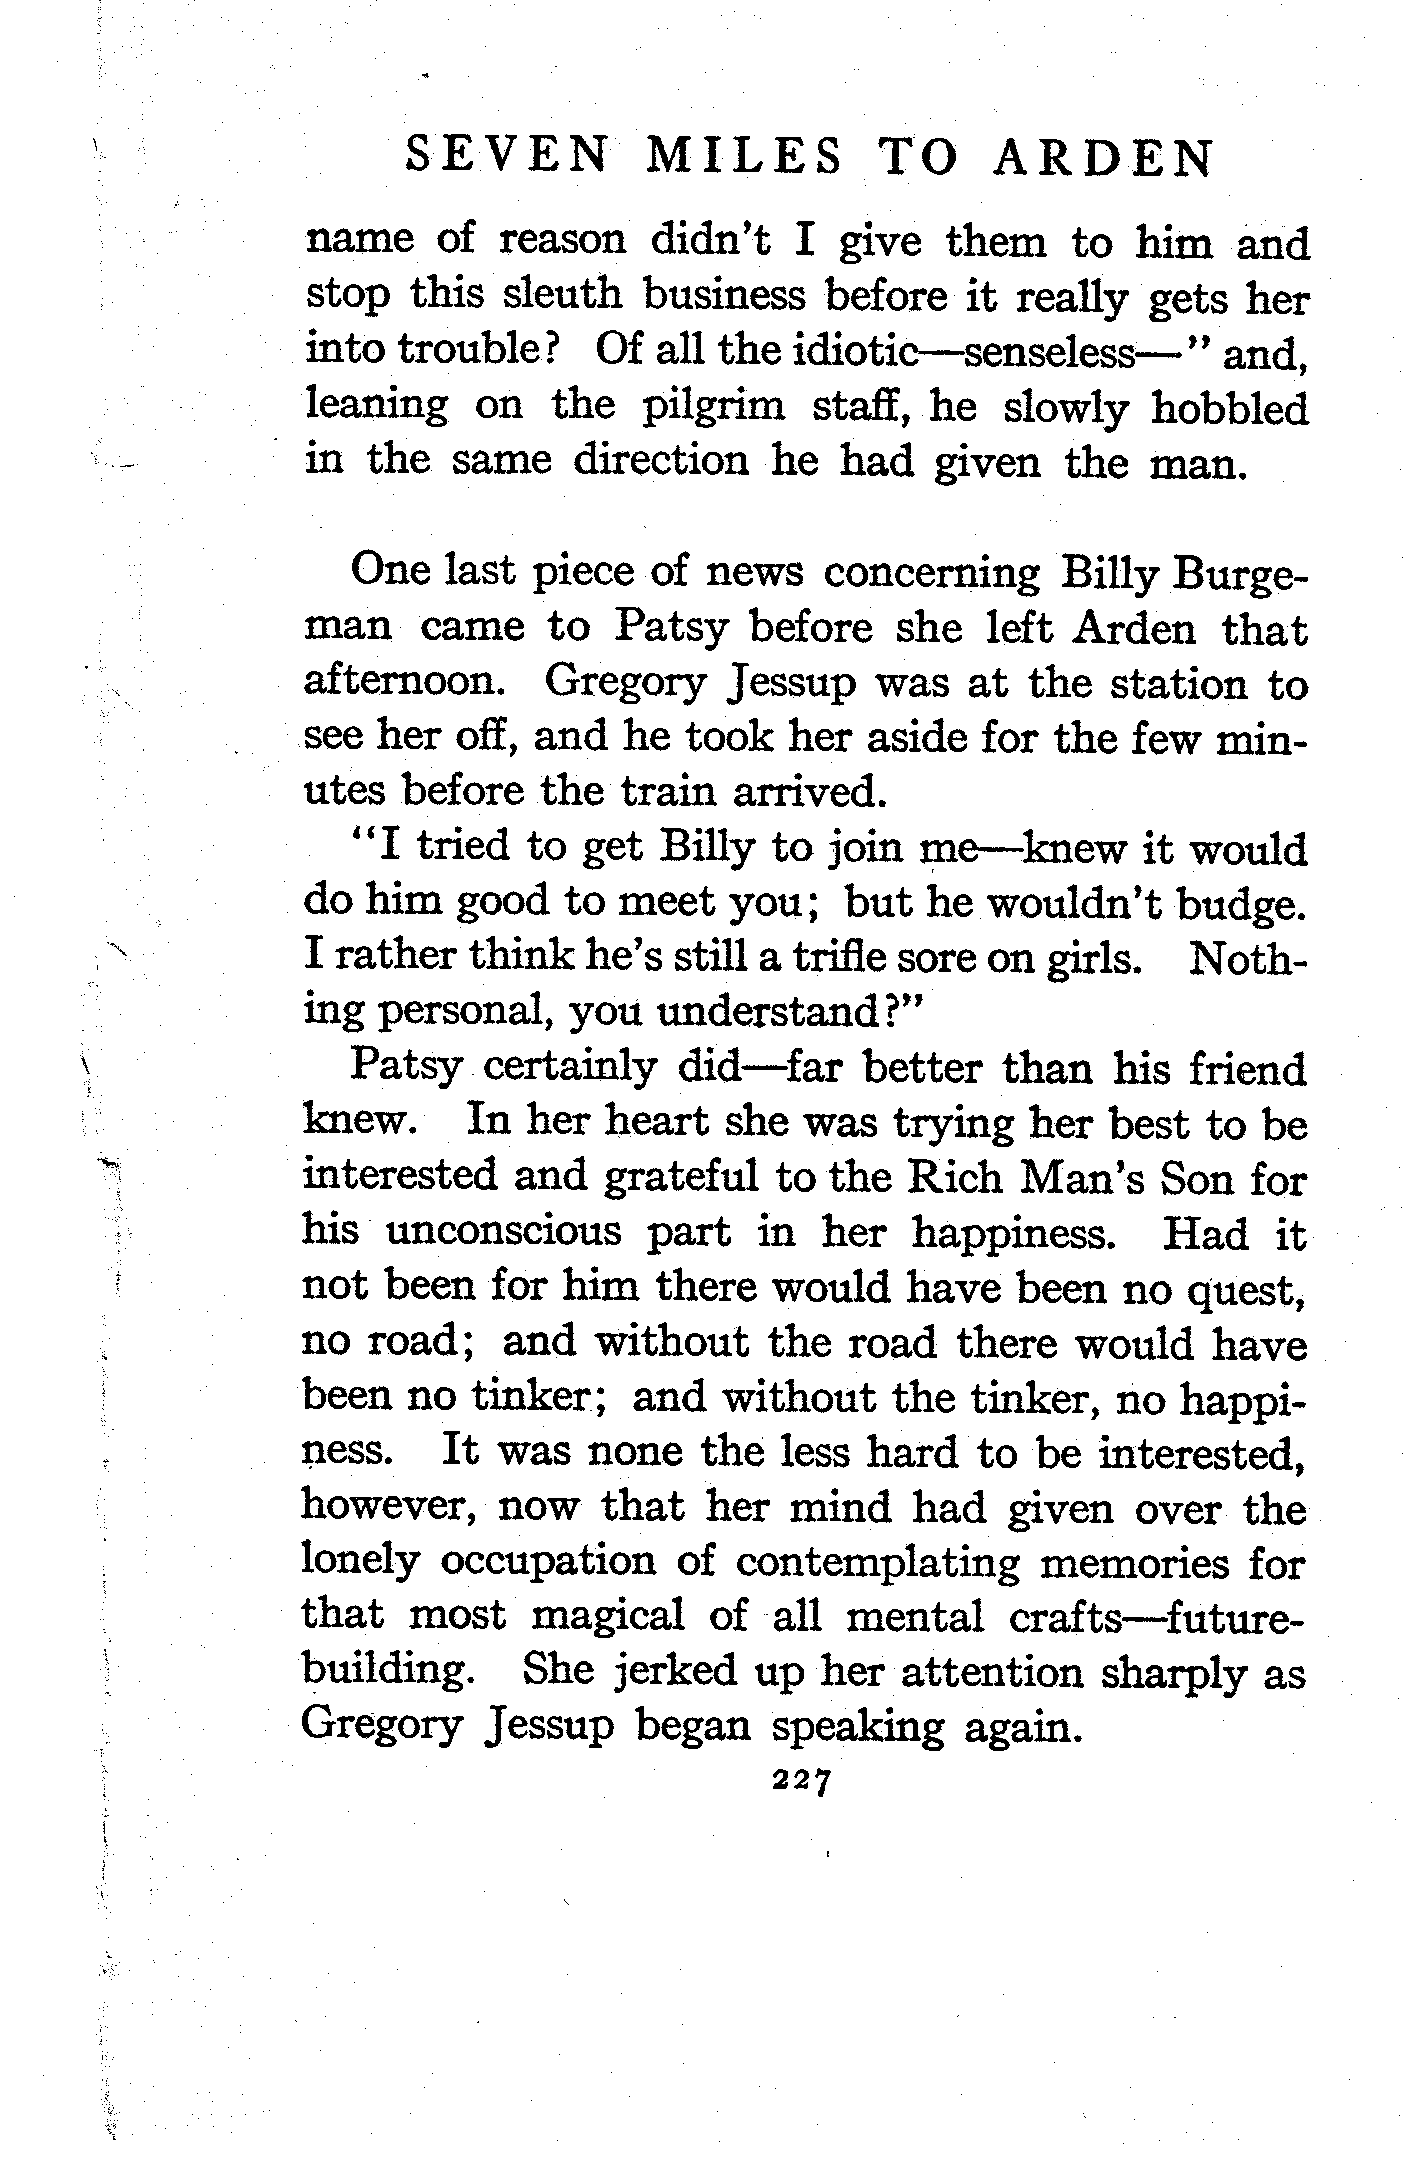 SEVEN MILES TO ARDEN
name of reason didn't I give them to him and
stop this sleuth business before it really gets her
into trouble? Of all the idiotic—senseless—" and,
leaning on the pilgrim staff, he slowly hobbled
in the same direction he had given the man.
One last piece of news concerning Billy Burge-
man came to Patsy before she left Arden that
afternoon. Gregory Jessup was at the station to
see her off, and he took her aside for the few min-
utes before the train arrived.
"I tried to get Billy to join me—knew it would
do him good to meet you; but he wouldn't budge.
I rather think he's still a trifle sore on girls. Noth-
ing personal, you understand?"
Patsy certainly did—far better than his friend
knew. In her heart she was trying her best to be
interested and grateful to the Rich Man's Son for
his unconscious part in her happiness. Had it
not been for him there would have been no quest,
no road; and without the road there would have
been no tinker; and without the tinker, no happi-
ness. It was none the less hard to be interested,
however, now that her mind had given over the
lonely occupation of contemplating memories for
that most magical of all mental crafts—future-
building. She jerked up her attention sharply as
Gregory Jessup began speaking again.
227